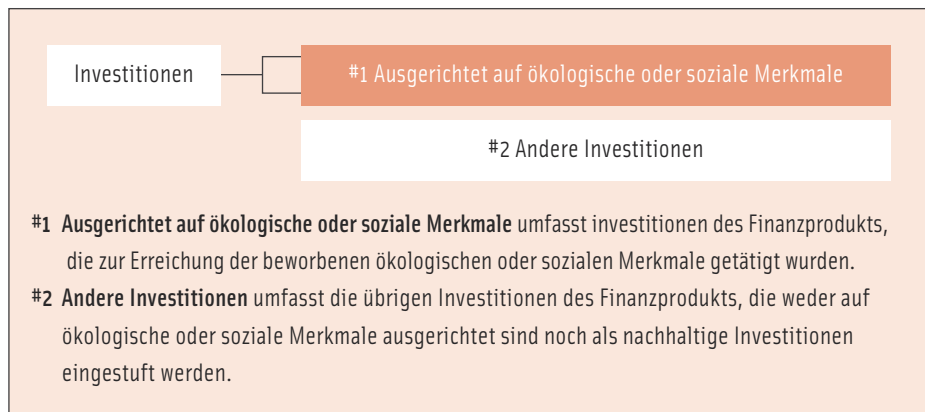 Investitionen
#1 Ausgerichtet auf ökologische oder soziale Merkmale
#2 Andere Investitionen
#1 Ausgerichtet auf ökologische oder soziale Merkmale umfasst investitionen des Finanzprodukts,
die zur Erreichung der beworbenen ökologischen oder sozialen Merkmale getätigt wurden.
#2 Andere Investitionen umfasst die übrigen Investitionen des Finanzprodukts, die weder auf
ökologische oder soziale Merkmale ausgerichtet sind noch als nachhaltige Investitionen
eingestuft werden.